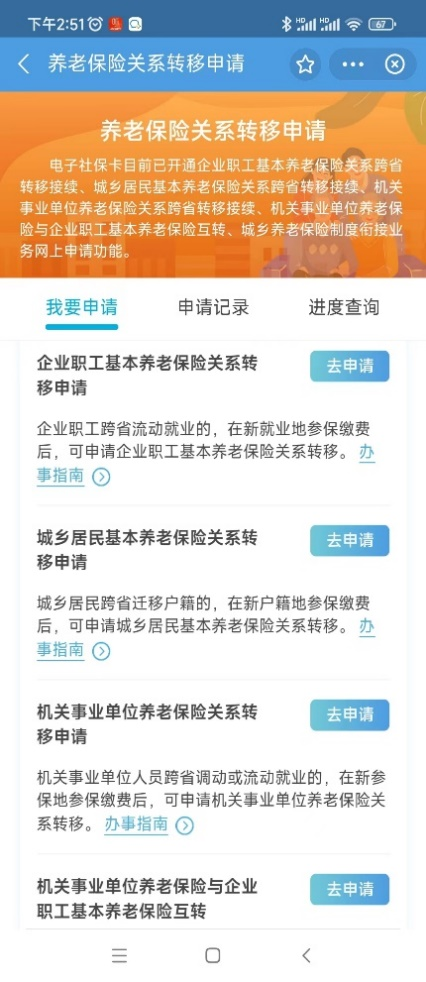 下午2:51
67
养老保险关系转移申请
养老保险关系转移申请
电子社保卡目前已开通企业职工基本养老保险关系跨省
转移接续、城乡居民基本养老保险关系跨省转移接续、机关
事业单位养老保险关系跨省转移接续、机关事业单位养老保
险与企业职工基本养老保险互转、城乡养老保险制度衔接业
务网上申请功能。
我要申请 申请记录 进度查询
企业职工基本养老保险关系转
移申请
去申请
企业职工跨省流动就业的，在新就业地参保缴费
后，可申请企业职工基本养老保险关系转移。办
事指南
城乡居民基本养老保险关系转
移申请
去申请
城乡居民跨省迁移户籍的，在新户籍地参保缴费
后，可申请城乡居民基本养老保险关系转移。办
事指南
机关事业单位养老保险关系转
移申请
去申请
机关事业单位人员跨省调动或流动就业的，在新参
保地参保缴费后，可申请机关事业单位养老保险关
系转移。办事指南
机关事业单位养老保险与企业
职工基本养老保险互转
去申请